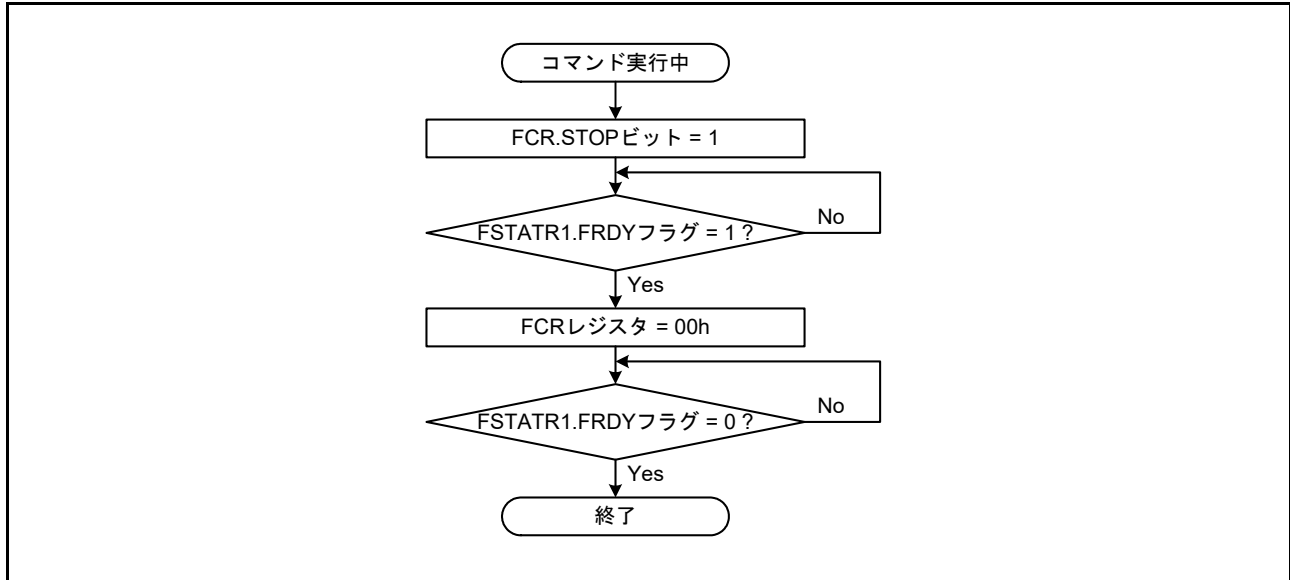 コマンド実行中
FCR.STOPビット = 1
FSTATR1.FRDYフラグ = 1 ?
No
Yes
FCRレジスタ = 00h
FSTATR1.FRDYフラグ = 0 ?
No
Yes
終了